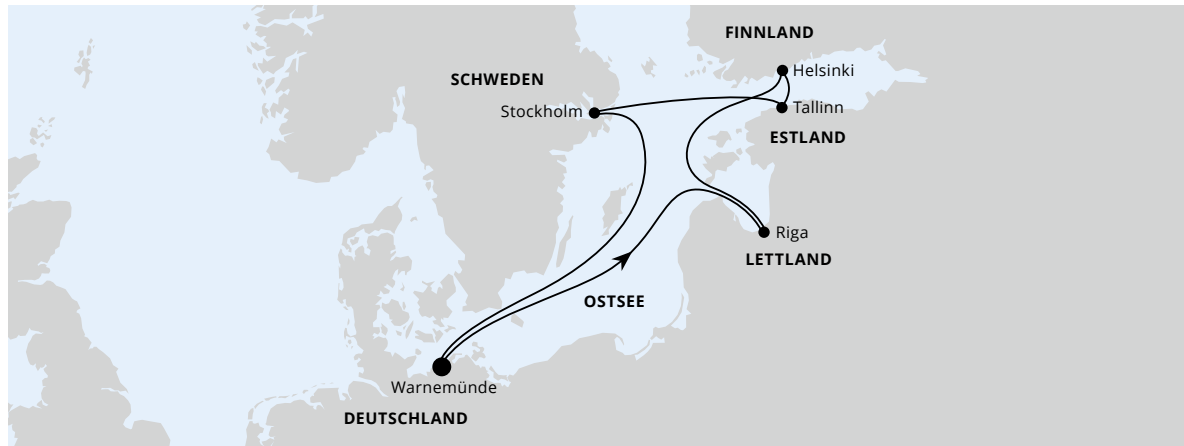 FINNLAND
Helsinki
SCHWEDEN
Stockholm
Tallinn
ESTLAND
Riga
LETTLAND
OSTSEE
Warnemünde
DEUTSCHLAND